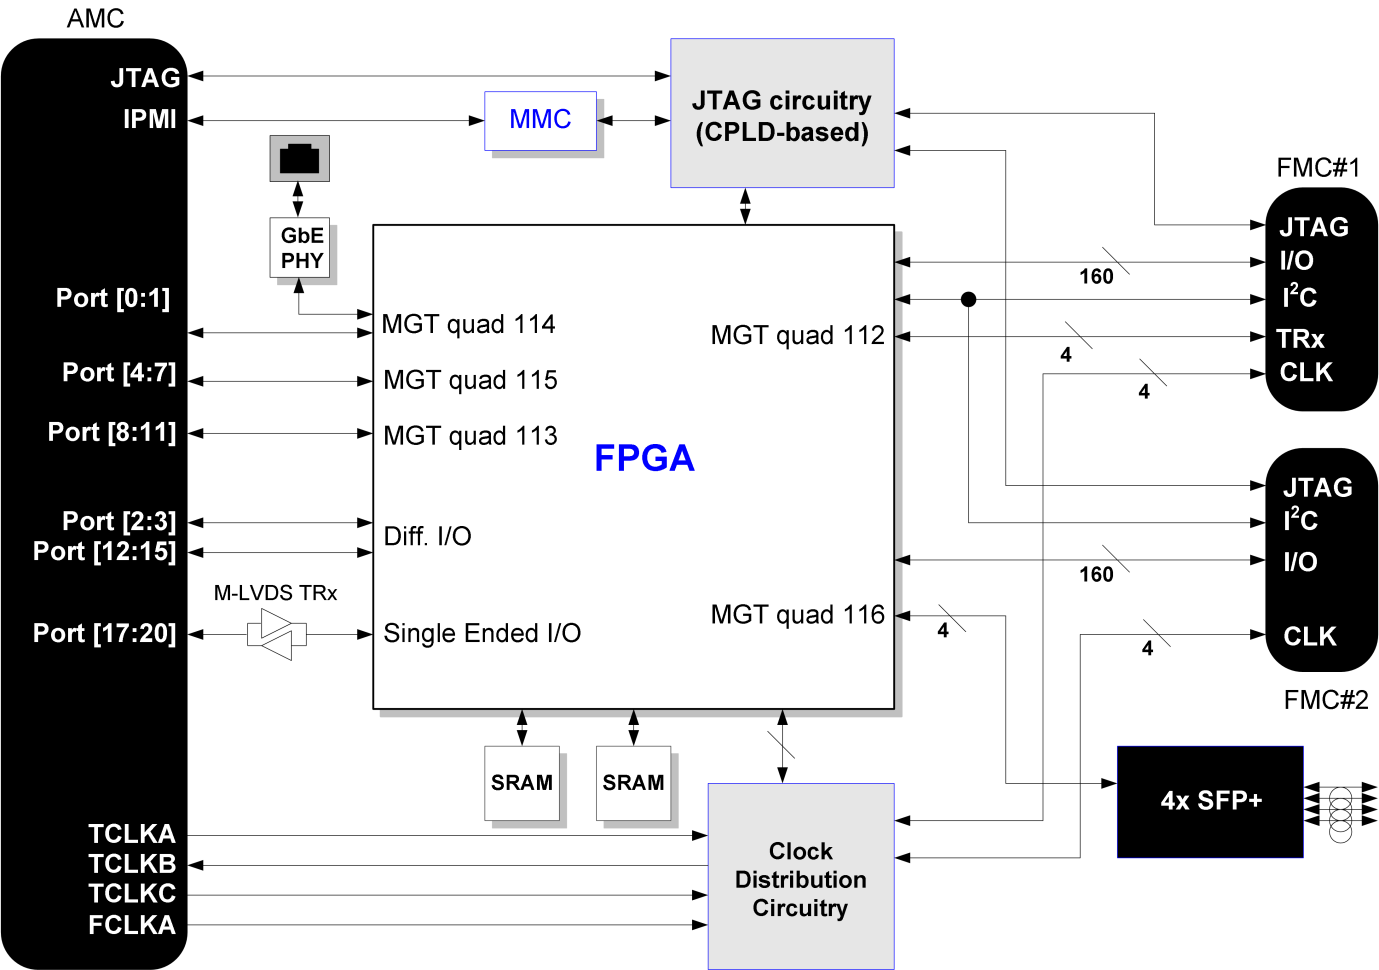 AMC
JTAG
IPMI
MMC
JTAG circuitry
(CPLD-based)
FMC#1
GbE
PHY
JTAG
I/O
160
I²C
TRx
4
CLK
4
Port [0:1]
Port [4:7]
Port [8:11]
Port [2:3]
Port [12:15]
Port [17:20]
M-LVDS TRx
MGT quad 114
MGT quad 115
MGT quad 113
Diff. I/O
Single Ended I/O
MGT quad 112
FPGA
MGT quad 116
4
JTAG
I²C
I/O
160
CLK
4
FMC#2
SRAM
SRAM
4x SFP+
TCLKA
TCLKB
TCLKC
FCLKA
Clock
Distribution
Circuitry